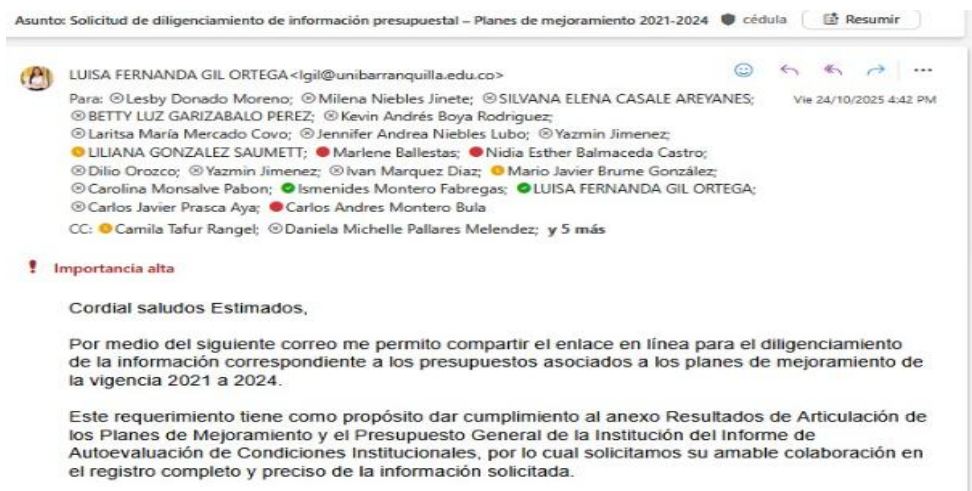 Asunto: Solicitud de diligenciamiento de información presupuestal – Planes de mejoramiento 2021-2024 cédula Resumir
LUISA FERNANDA GIL ORTEGA<lgil@unibarranquilla.edu.co>
Para: Lesby Donado Moreno; Milena Niebles Jinete; SILVANA ELENA CASALE AREYANES; Vie 24/10/2025 4:42 PM
BETTY LUZ GARIZABALO PEREZ; Kevin Andrés Boya Rodriguez;
Laritsa María Mercado Covo; Jennifer Andrea Niebles Lubo; Yazmin Jimenez;
LILIANA GONZALEZ SAUMETT; Marlene Ballestas; Nidia Esther Balmaceda Castro;
Dilio Orozco; Yazmin Jimenez; Ivan Marquez Diaz; Mario Javier Brume González;
Carolina Monsalve Pabon; Ismenides Montero Fabregas; LUISA FERNANDA GIL ORTEGA;
Carlos Javier Prasca Aya; Carlos Andres Montero Bula
CC: Camila Tafur Rangel; Daniela Michelle Pallares Melendez; y 5 más
Importancia alta
Cordial saludos Estimados,
Por medio del siguiente correo me permito compartir el enlace en línea para el diligenciamiento
de la información correspondiente a los presupuestos asociados a los planes de mejoramiento de
la vigencia 2021 a 2024.
Este requerimiento tiene como propósito dar cumplimiento al anexo Resultados de Articulación de
los Planes de Mejoramiento y el Presupuesto General de la Institución del Informe de
Autoevaluación de Condiciones Institucionales, por lo cual solicitamos su amable colaboración en
el registro completo y preciso de la información solicitada.